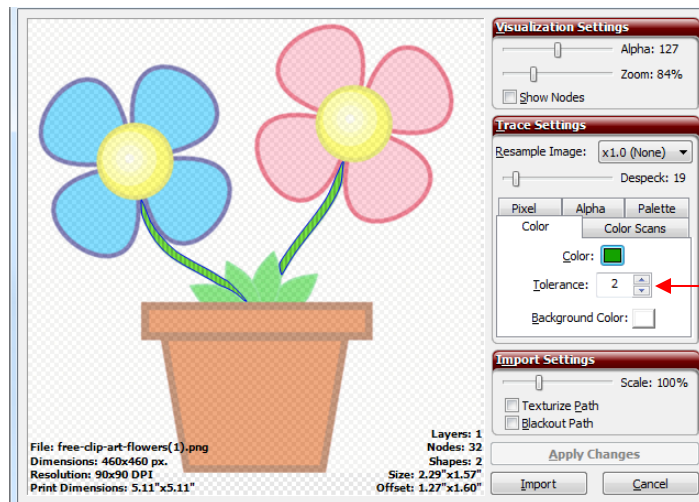 Visualization Settings
Alpha: 127
Zoom: 84%
Show Nodes
Trace Settings
Resample Image: x1.0 (None)
Despeck: 19
Pixel Alpha Palette
Color Color Scans
Color:
Tolerance: 2
Background Color:
Import Settings
Scale: 100%
Texturize Path
Blackout Path
Apply Changes
Import Cancel
Layers: 1
File: free-clip-art-flowers(1).png Nodes: 32
Dimensions: 460x460 px. Shapes: 2
Resolution: 90x90 DPI Size: 2.29"x1.57"
Print Dimensions: 5.11"x5.11" Offset: 1.27"x1.60"